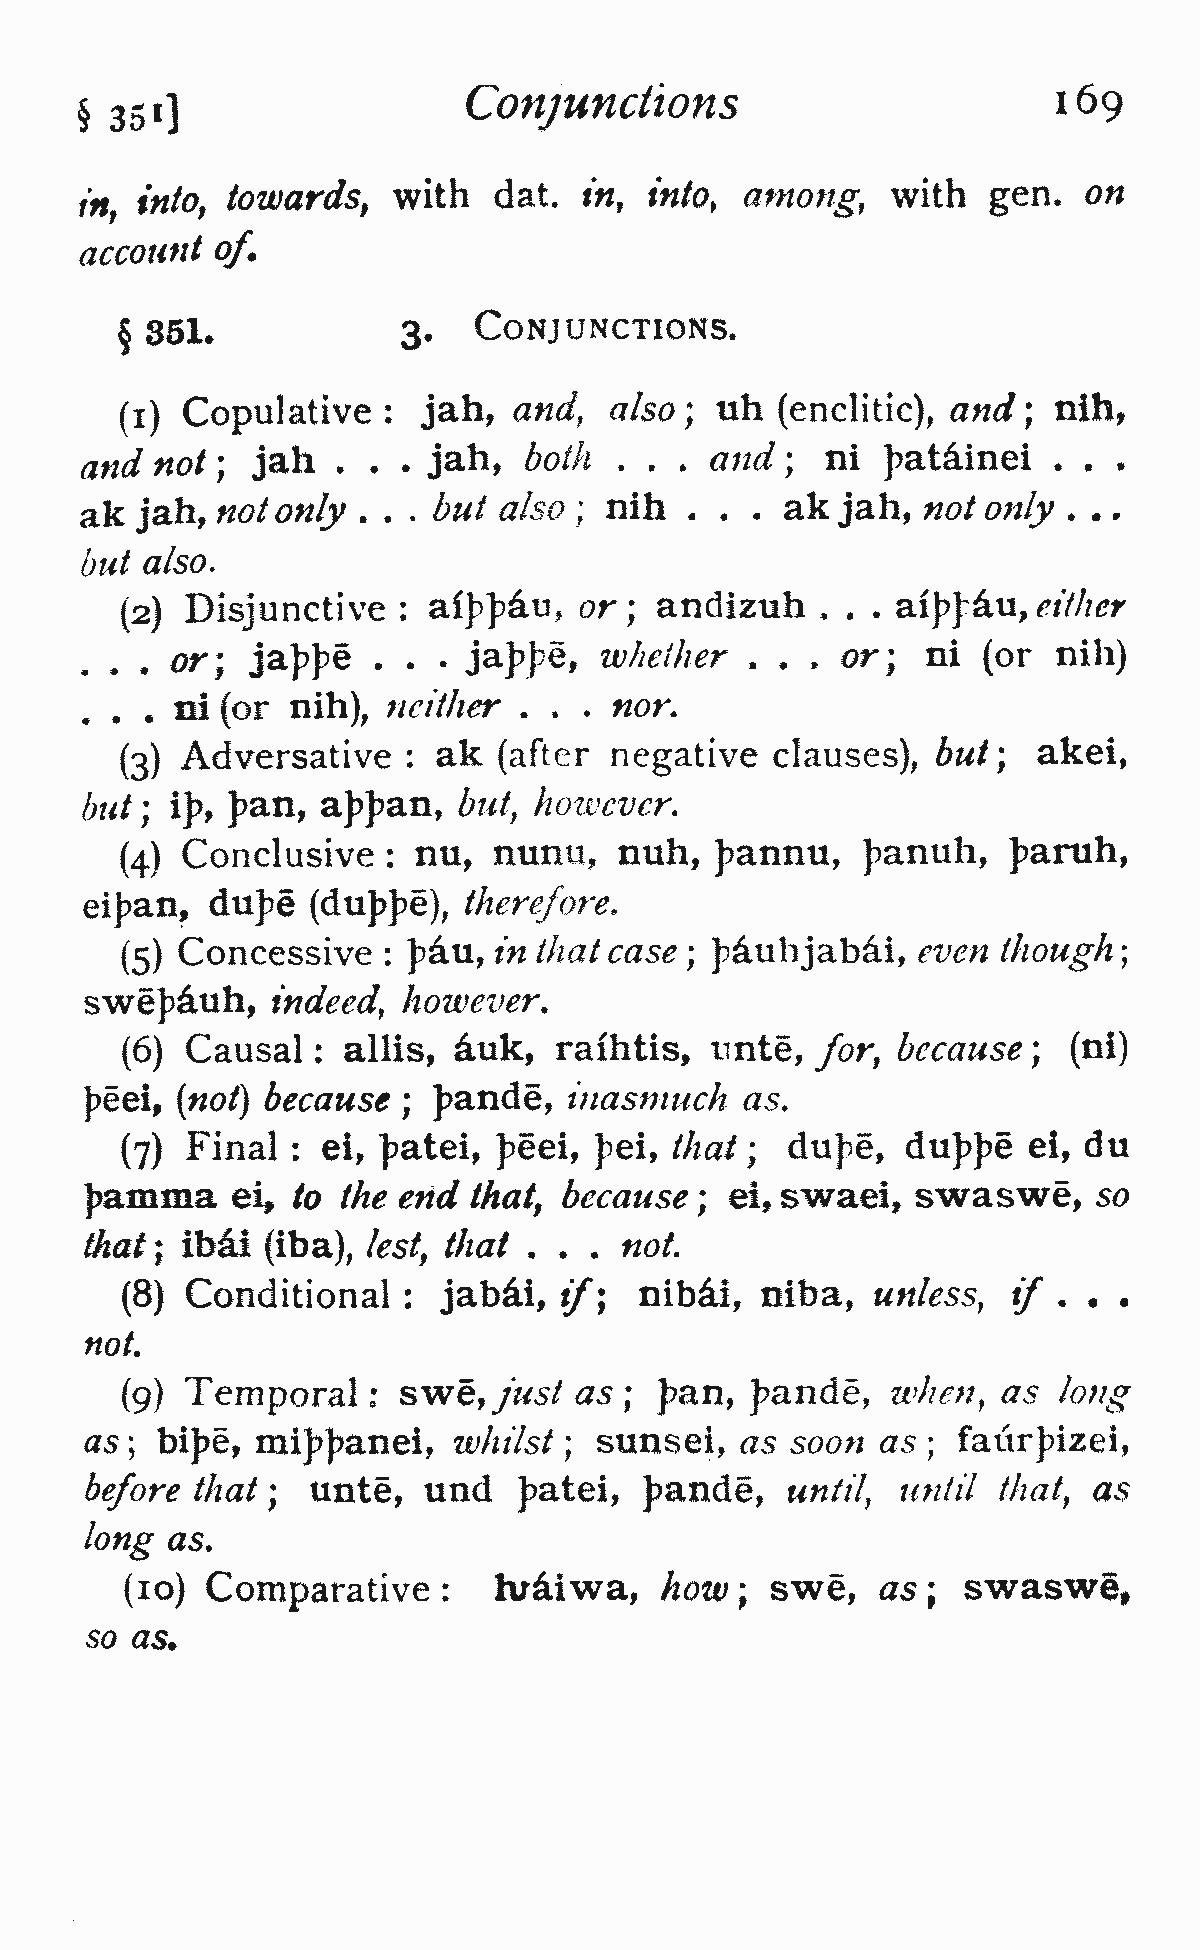 § 351] Conjunctions 169
in, into, towards, with dat. in, into, among, with gen. on
account of.
§ 351. 3. CONJUNCTIONS.
(1) Copulative : jah, and, also ; uh (enclitic), and ; nih,
and not ; jah . . . jah, both . . . and ; ni þatáinei . . .
ak jah, not only . . . but also ; nih . . . ak jah, not only . . .
but also.
(2) Disjunctive : aíþþáu, or ; andizuh . . . aíþþáu, either
. . . or ; jaþþē . . . jaþþē, whether . . . or ; ni (or nih)
. . . ni (or nih), neither . . . nor.
(3) Adversative : ak (after negative clauses), but ; akei,
but ; iþ, þan, aþþan, but, however.
(4) Conclusive : nu, nunu, nuh, þannu, þanuh, þaruh,
eiþan, duþē (duþþē), therefore.
(5) Concessive : þáu, in that case ; þáuhjabái, even though ;
swēþáuh, indeed, however.
(6) Causal : allis, áuk, raíhtis, untē, for, because ; (ni)
þēei, (not) because ; þandē, inasmuch as.
(7) Final : ei, þatei, þēei, þei, that ; duþē, duþþē ei, du
þamma ei, to the end that, because ; ei, swaei, swaswē, so
that ; ibái (iba), lest, that . . . not.
(8) Conditional : jabái, if ; nibái, niba, unless, if . . .
not.
(9) Temporal : swē, just as ; þan, þandē, when, as long
as ; biþē, miþþanei, whilst ; sunsei, as soon as ; faúrþizei,
before that ; untē, und þatei, þandē, until, until that, as
long as.
(10) Comparative : ƕáiwa, how ; swē, as ; swaswē,
so as.